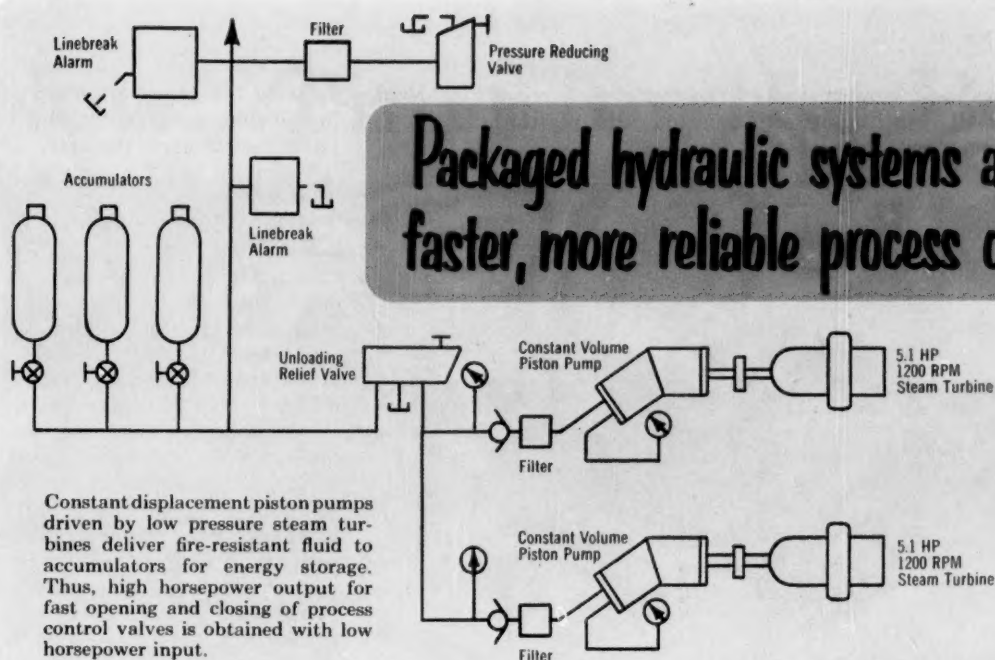 Linebreak
Alarm
Filter
Pressure Reducing
Valve
Packaged hydraulic systems
faster, more reliable process
Accumulators
Linebreak
Alarm
Unloading
Relief Valve
Constant Volume
Piston Pump
5.1 HP
1200 RPM
Steam Turbine
Filter
Constant displacement piston pumps
driven by low pressure steam tur-
bines deliver fire-resistant fluid to
accumulators for energy storage.
Thus, high horsepower output for
fast opening and closing of process
control valves is obtained with low
horsepower input.
Constant Volume
Piston Pump
5.1 HP
1200 RPM
Steam Turbine
Filter